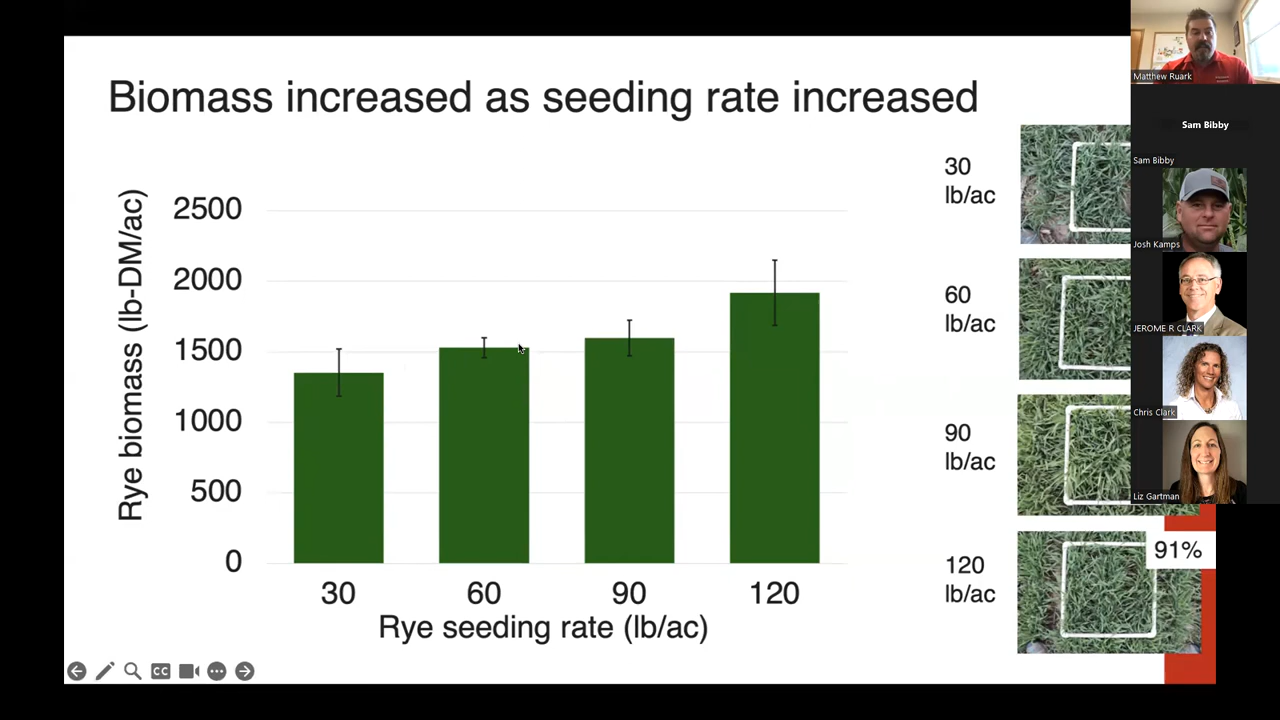 Biomass increased as seeding rate increased
Rye biomass (lb-DM/ac)
2500
2000
1500
1000
500
0
30
60
90
120
Rye seeding rate (lb/ac)
30
lb/ac
60
lb/ac
90
lb/ac
120
lb/ac
91%
CC
Matthew Ruark
Sam Bibby
Sam Bibby
Josh Kamps
JEROME R CLARK
Chris Clark
Liz Gartman